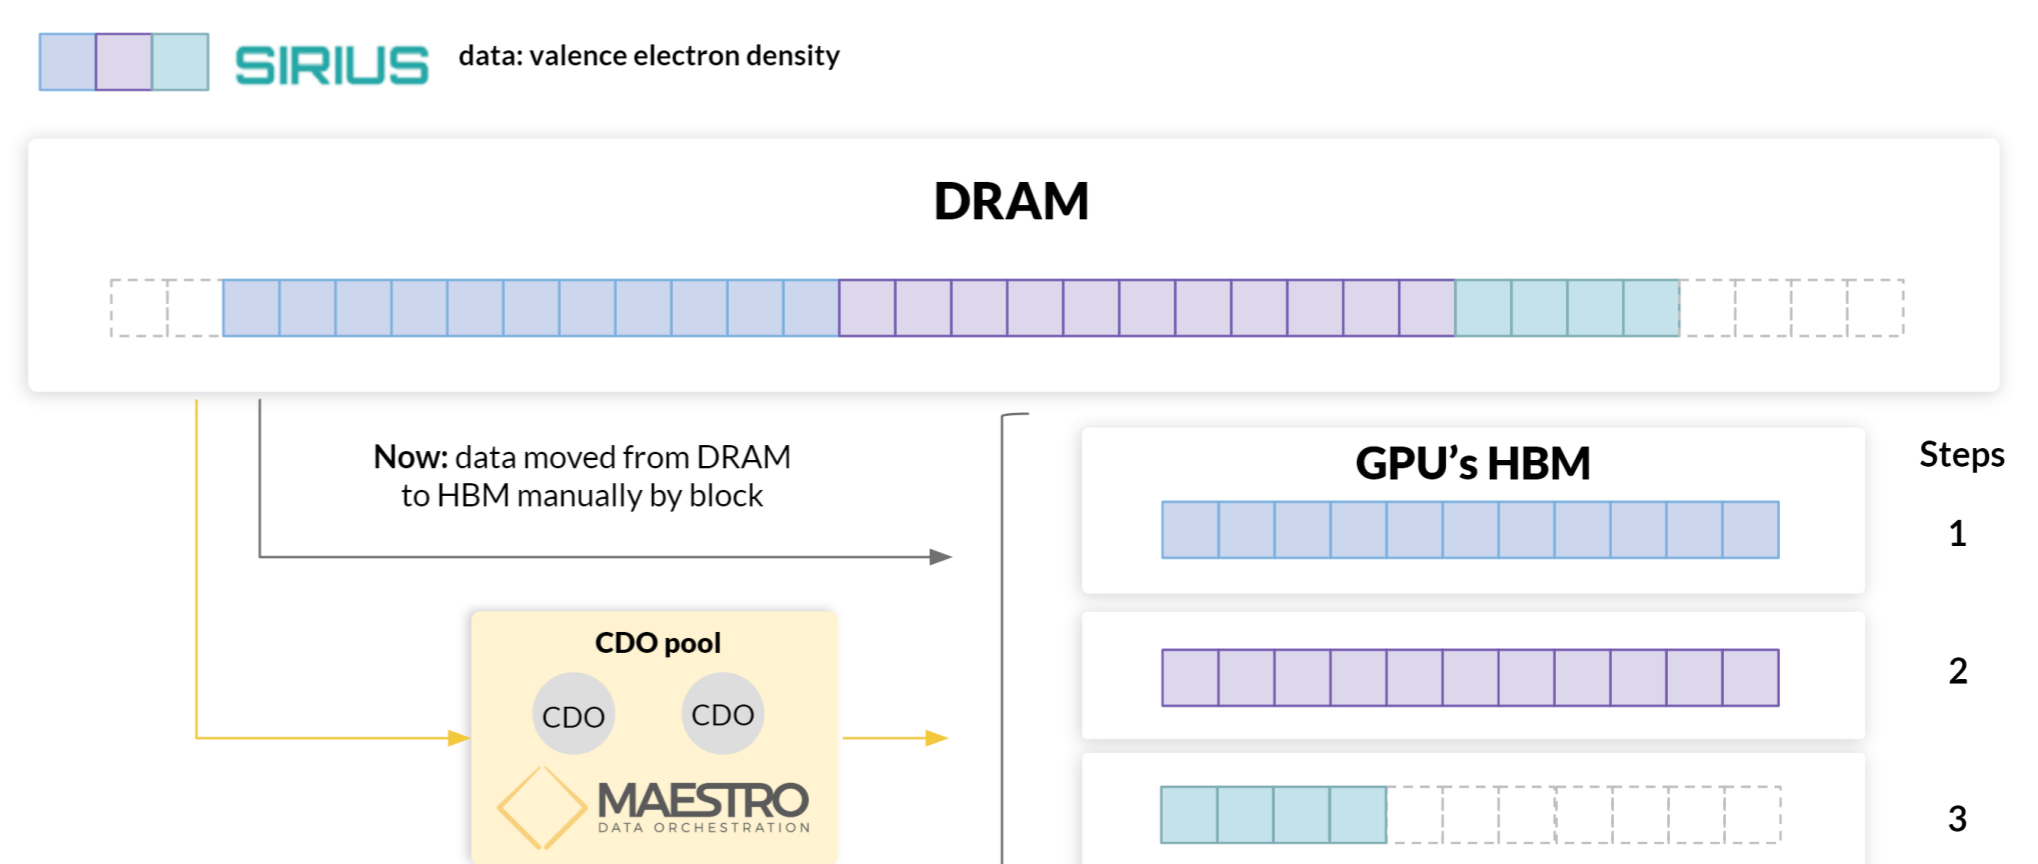 SIRIUS data: valence electron density
DRAM
Now: data moved from DRAM
to HBM manually by block
GPU’s HBM
Steps
1
2
3
CDO pool
CDO CDO
MAESTRO
DATA ORCHESTRATION